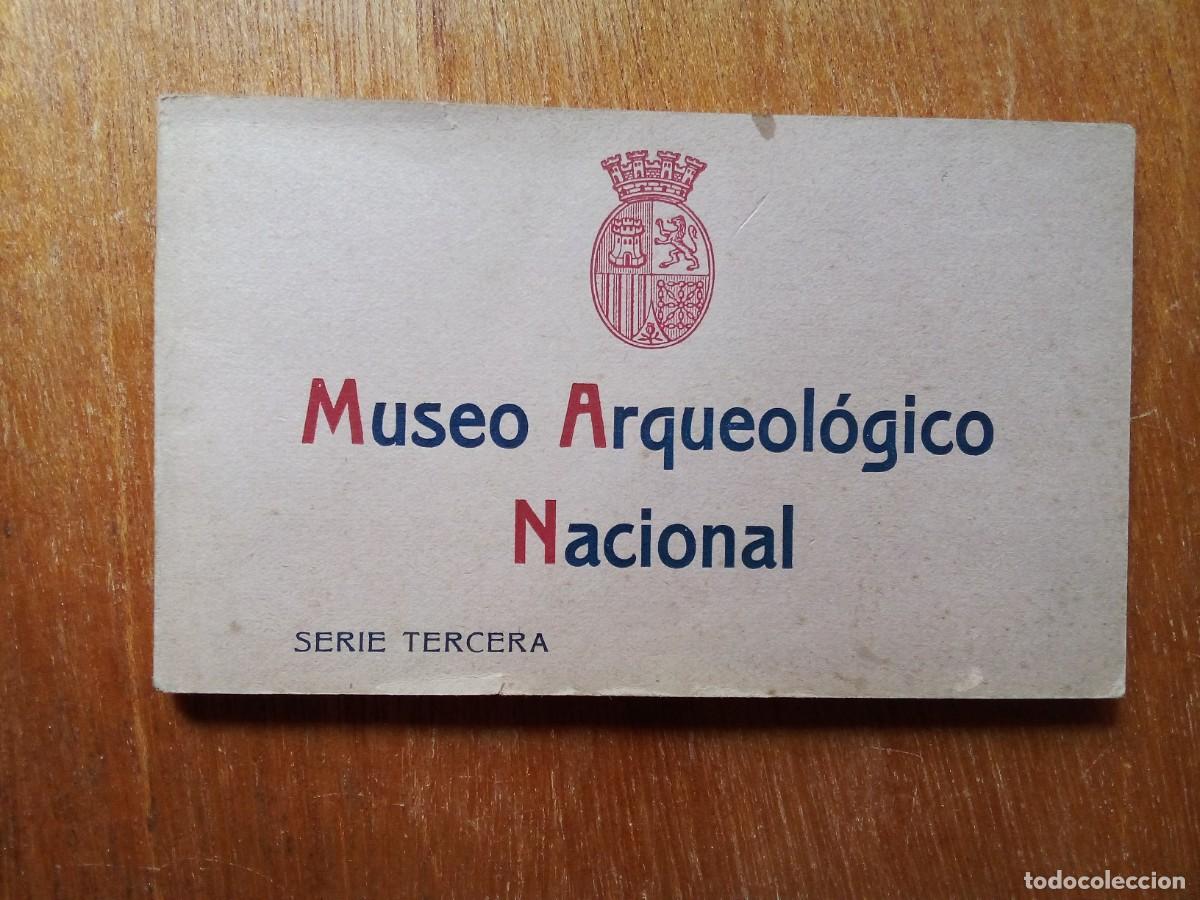 Museo Arqueológico
Nacional
SERIE TERCERA
todocoleccion